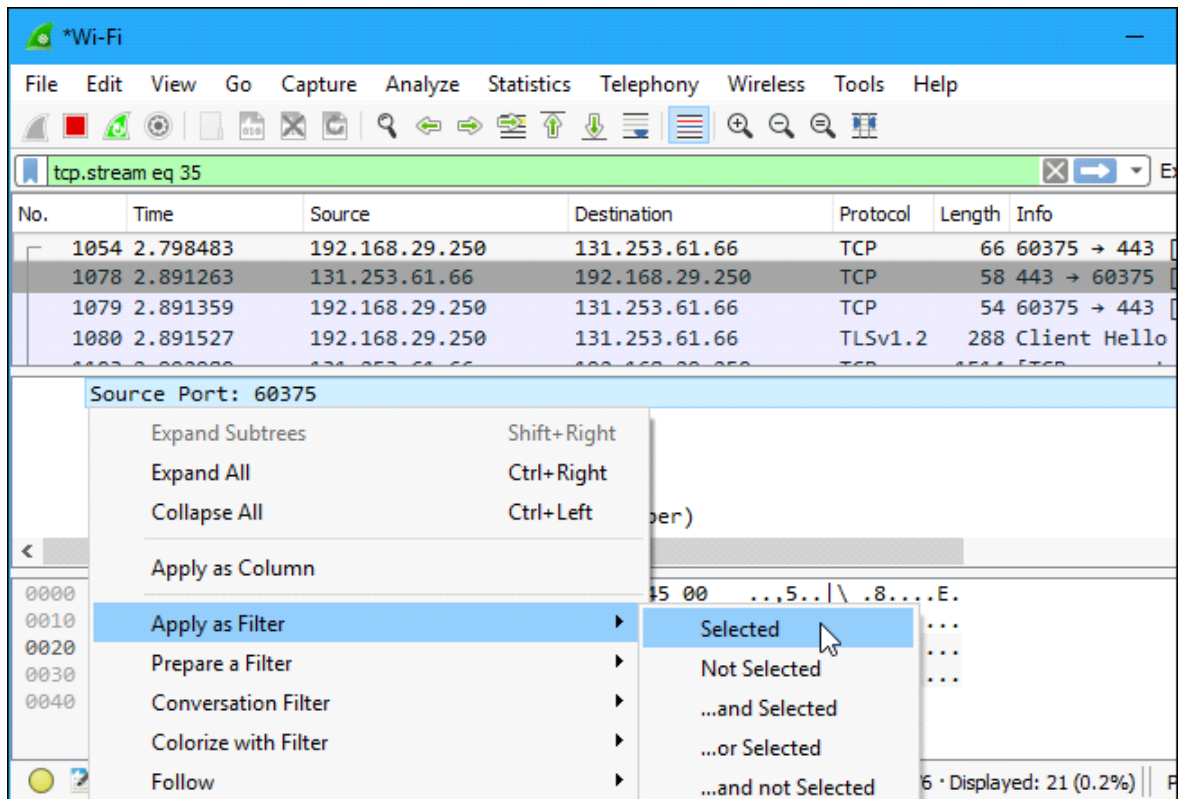 *Wi-Fi
File Edit View Go Capture Analyze Statistics Telephony Wireless Tools Help
tcp.stream eq 35
No. Time Source Destination Protocol Length Info
1054 2.798483 192.168.29.250 131.253.61.66 TCP 66 60375 → 443 [
1078 2.891263 131.253.61.66 192.168.29.250 TCP 58 443 → 60375 [
1079 2.891359 192.168.29.250 131.253.61.66 TCP 54 60375 → 443 [
1080 2.891527 192.168.29.250 131.253.61.66 TLSv1.2 288 Client Hello
Source Port: 60375
Expand Subtrees Shift+Right
Expand All Ctrl+Right
Collapse All Ctrl+Left
ber)
Apply as Column
0000 45 00 ..,5..|\ .8....E.
0010 Apply as Filter Selected ...
0020 ...
0030 Prepare a Filter Not Selected ...
0040 Conversation Filter ...and Selected
Colorize with Filter ...or Selected
Follow ...and not Selected 6 · Displayed: 21 (0.2%)